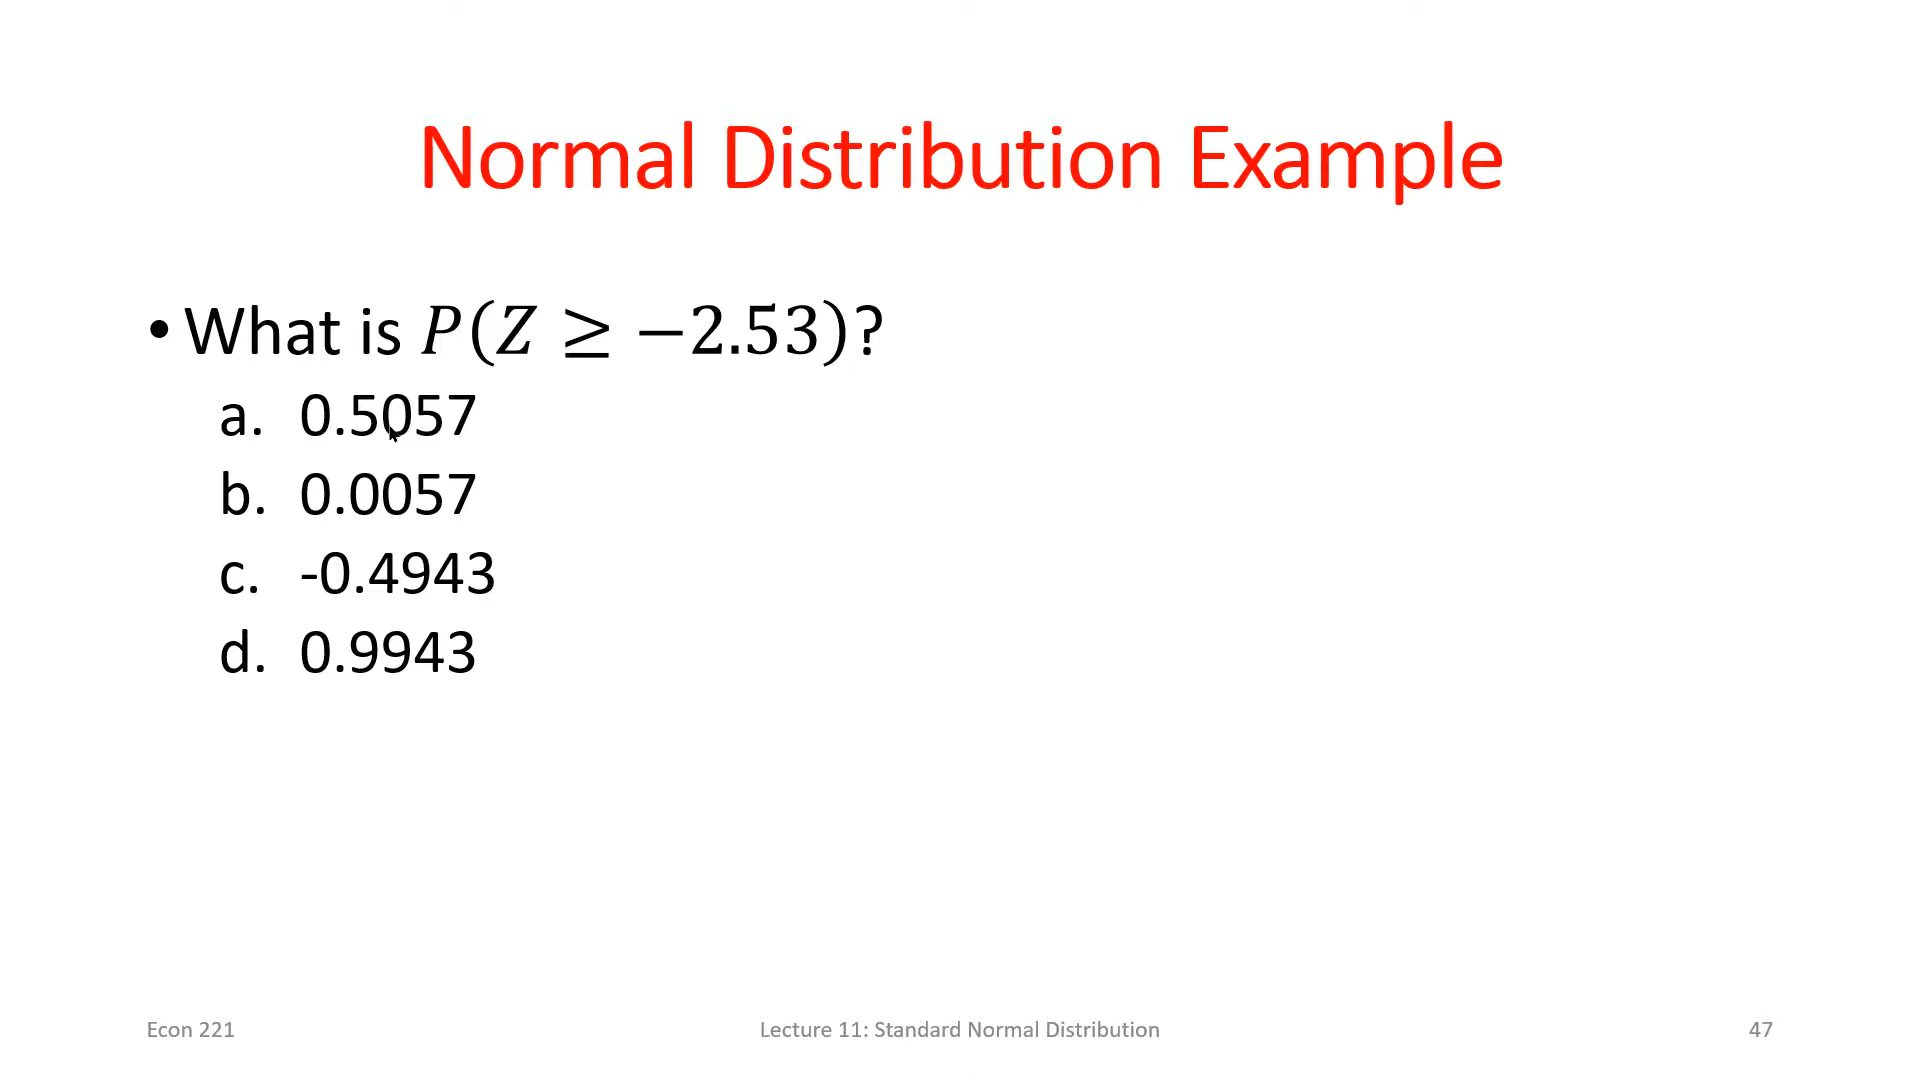 Normal Distribution Example
• What is 𝑃(𝑍 ≥ −2.53)?
a. 0.5057
b. 0.0057
c. -0.4943
d. 0.9943
Econ 221
Lecture 11: Standard Normal Distribution
47